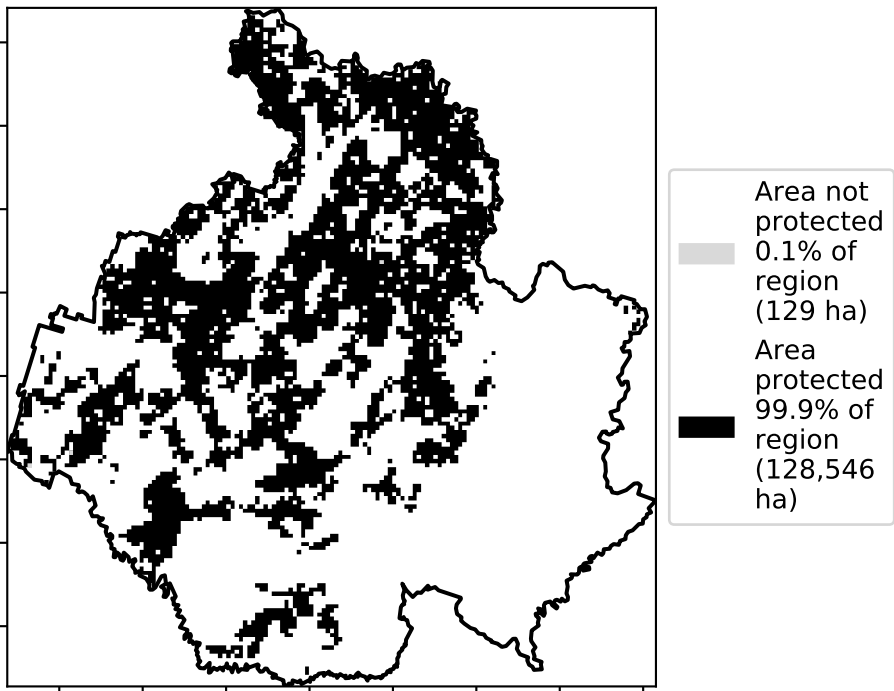 Area not
protected
0.1% of
region
(129 ha)
Area
protected
99.9% of
region
(128,546
ha)